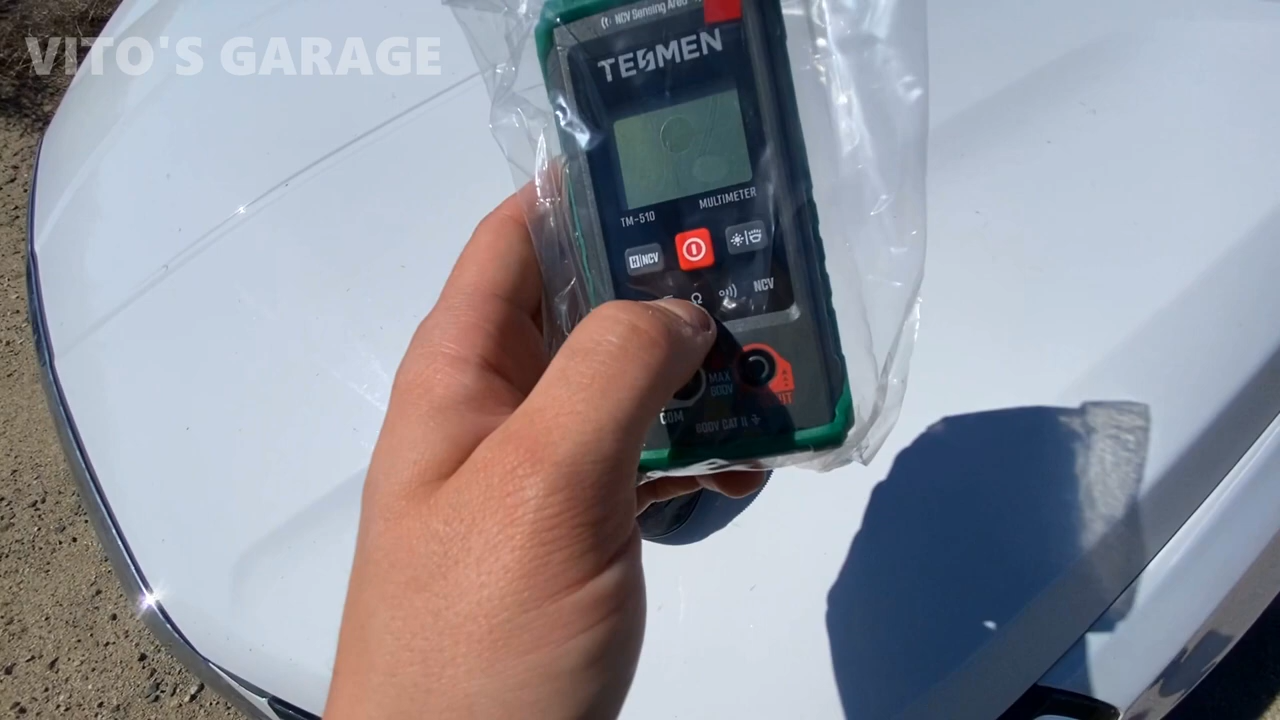 VITO'S GARAGE
NCV Sensing Area
TESMEN
TM-510
MULTIMETER
H|NCV
Ω NCV
MAX
600V
COM
600V CAT II